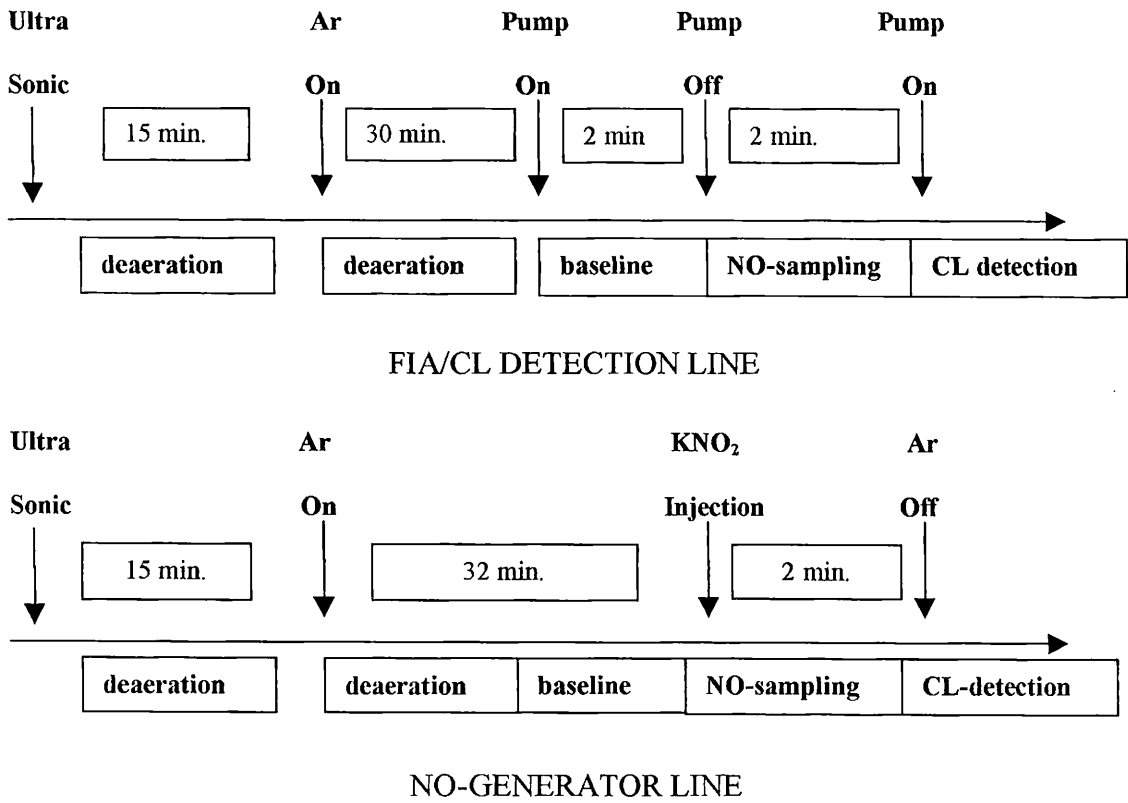 Ultra Ar Pump Pump Pump
Sonic On On Off On
15 min. 30 min. 2 min 2 min.
deaeration deaeration baseline NO-sampling CL detection
FIA/CL DETECTION LINE
Ultra Ar KNO₂ Ar
Sonic On Injection Off
15 min. 32 min. 2 min.
deaeration deaeration baseline NO-sampling CL-detection
NO-GENERATOR LINE